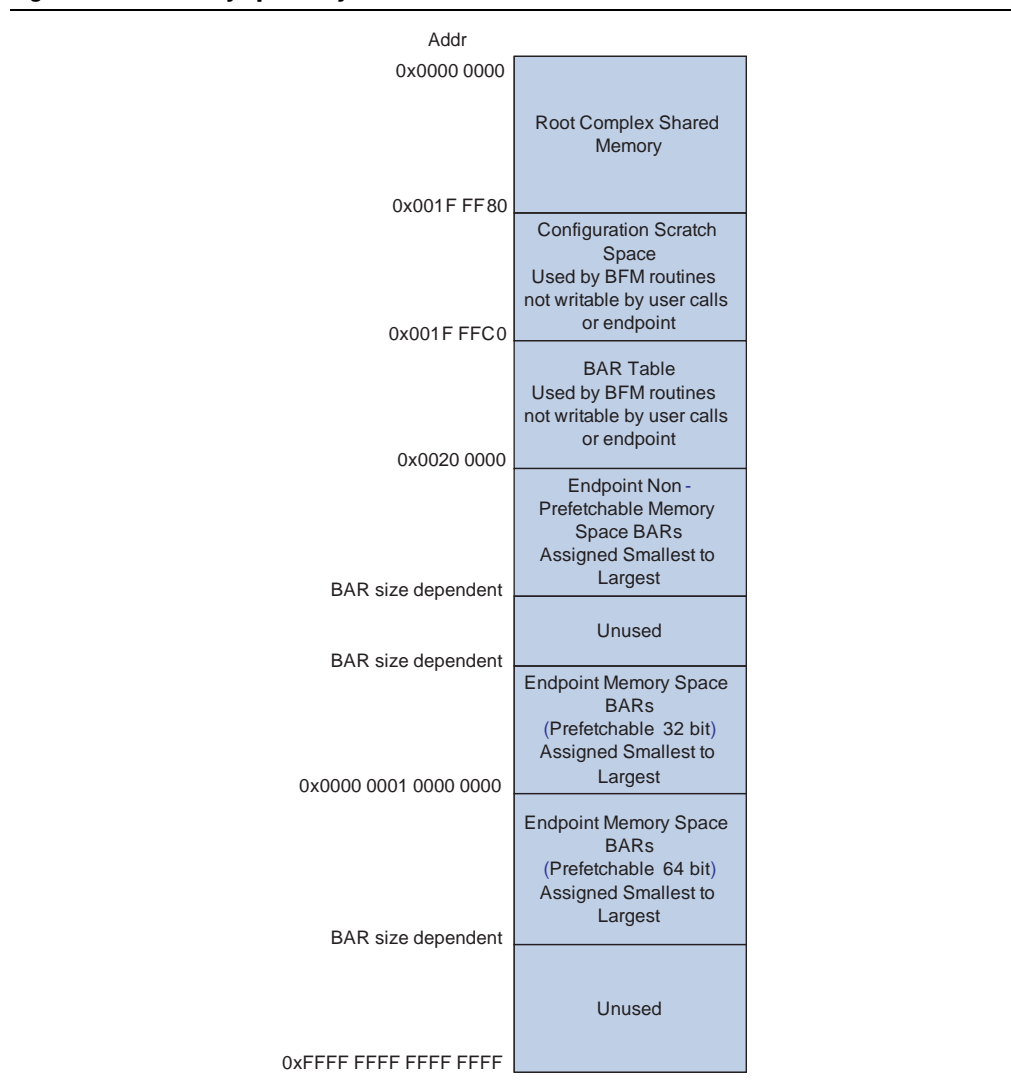 Addr
0x0000 0000
Root Complex Shared
Memory
0x001F FF80
Configuration Scratch
Space
Used by BFM routines
not writable by user calls
or endpoint
0x001F FFC0
BAR Table
Used by BFM routines
not writable by user calls
or endpoint
0x0020 0000
Endpoint Non -
Prefetchable Memory
Space BARs
Assigned Smallest to
Largest
BAR size dependent
Unused
BAR size dependent
Endpoint Memory Space
BARs
(Prefetchable 32 bit)
Assigned Smallest to
Largest
0x0000 0001 0000 0000
Endpoint Memory Space
BARs
(Prefetchable 64 bit)
Assigned Smallest to
Largest
BAR size dependent
Unused
0xFFFF FFFF FFFF FFFF